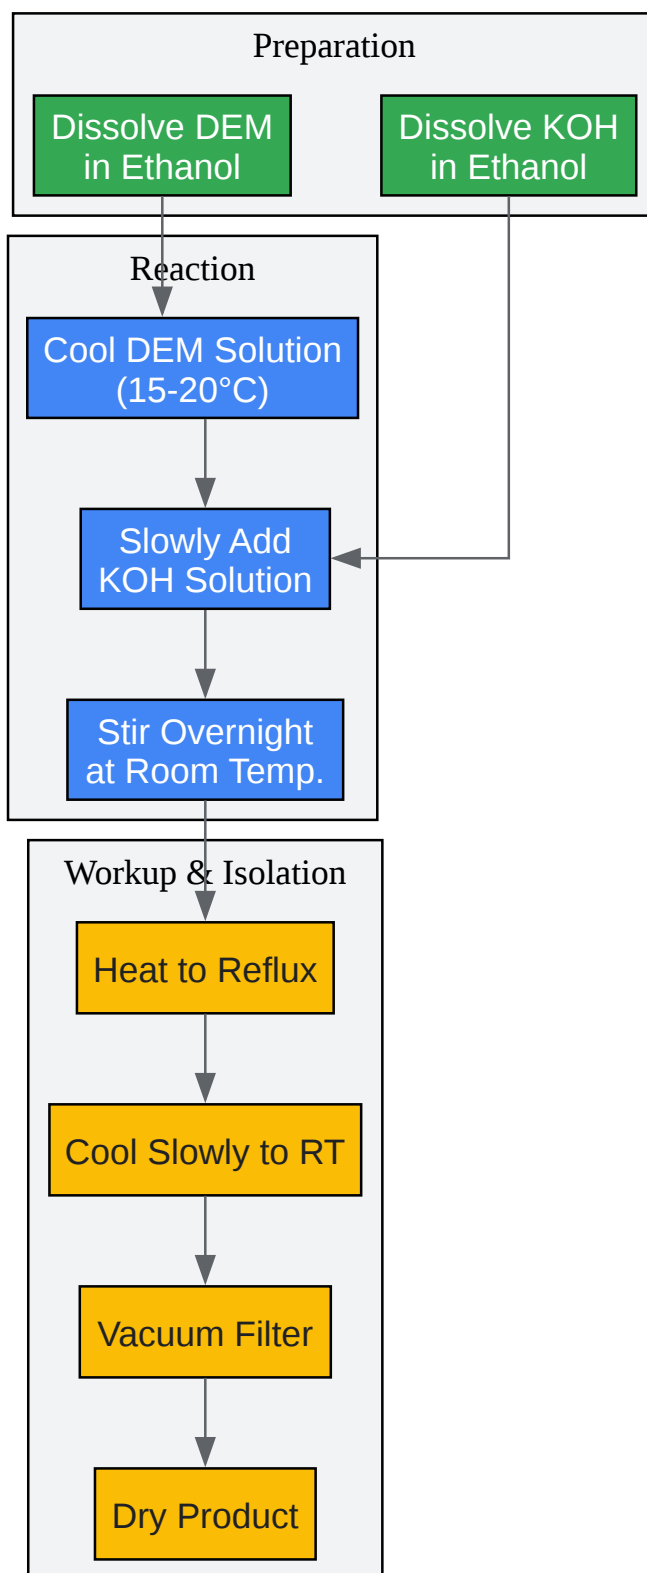 Preparation
Dissolve DEM
in Ethanol
Dissolve KOH
in Ethanol
Reaction
Cool DEM Solution
(15-20°C)
Slowly Add
KOH Solution
Stir Overnight
at Room Temp.
Workup & Isolation
Heat to Reflux
Cool Slowly to RT
Vacuum Filter
Dry Product